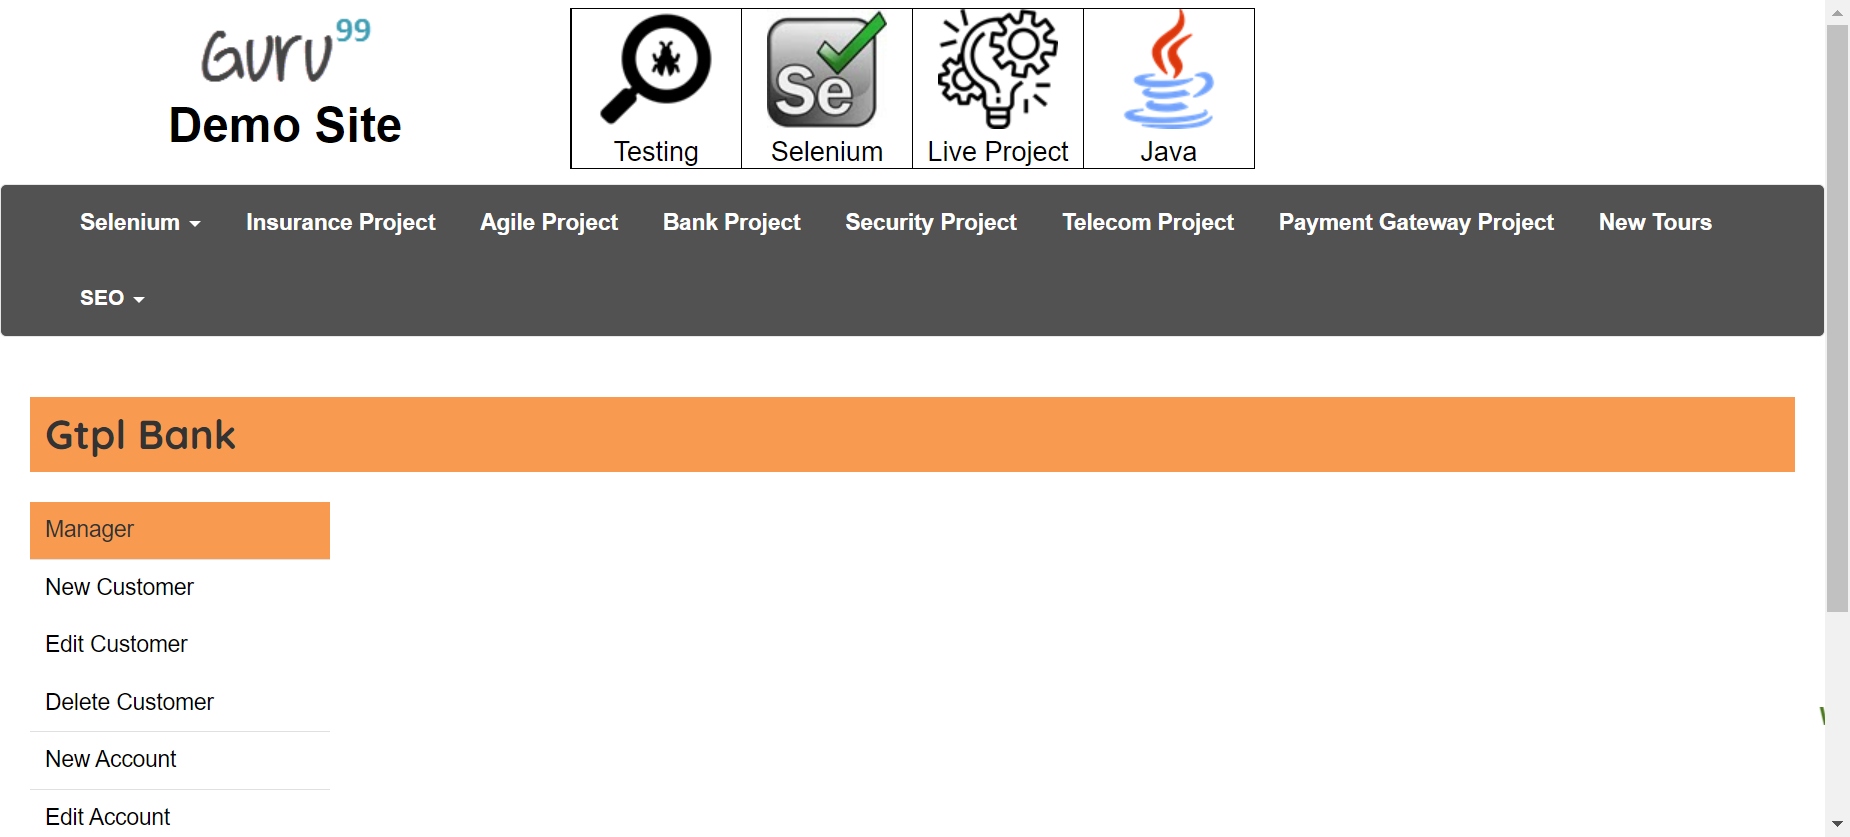 Guru99
Demo Site
Se
Testing
Selenium
Live Project
Java
Selenium
Insurance Project
Agile Project
Bank Project
Security Project
Telecom Project
Payment Gateway Project
New Tours
SEO
Gtpl Bank
Manager
New Customer
Edit Customer
Delete Customer
New Account
Edit Account